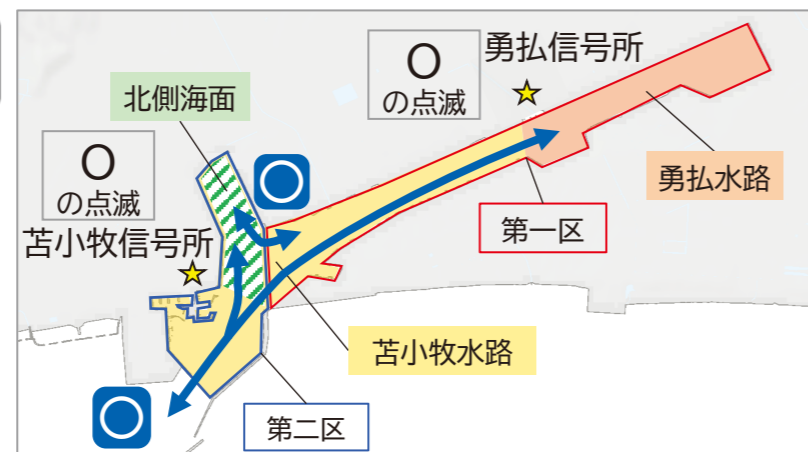 O
の点滅
勇払信号所
北側海面
O
の点滅
苫小牧信号所
勇払水路
第一区
苫小牧水路
第二区